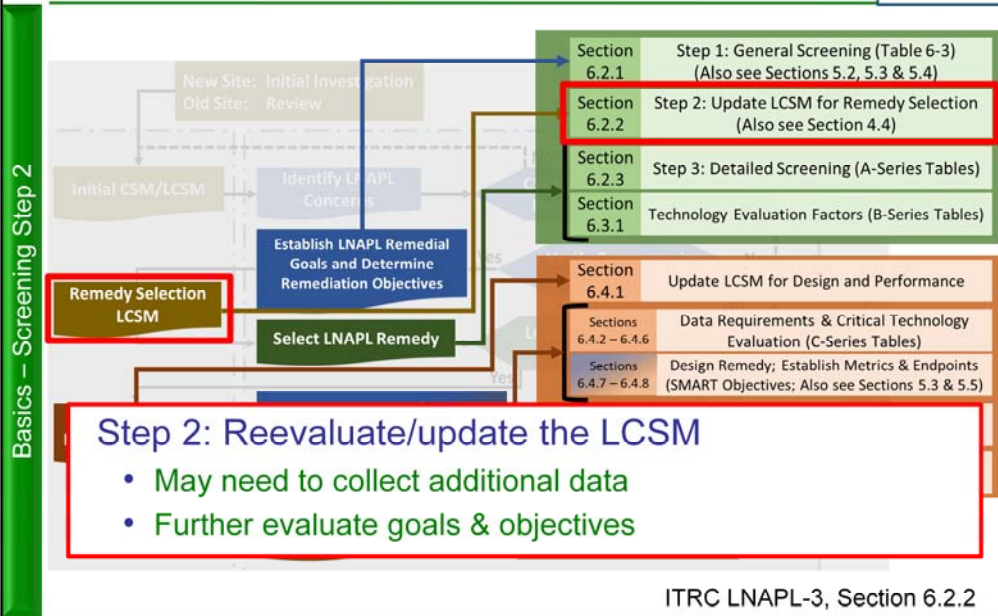 Basics – Screening Step 2
New Site: Initial Investigation
Old Site: Review
Initial CSM/LCSM
Identify LNAPL
Concerns
Establish LNAPL Remedial
Goals and Determine
Remediation Objectives
Yes
Remedy Selection
LCSM
Select LNAPL Remedy
Yes
Section
6.2.1
Step 1: General Screening (Table 6-3)
(Also see Sections 5.2, 5.3 & 5.4)
Section
6.2.2
Step 2: Update LCSM for Remedy Selection
(Also see Section 4.4)
Section
6.2.3
Step 3: Detailed Screening (A-Series Tables)
Section
6.3.1
Technology Evaluation Factors (B-Series Tables)
Section
6.4.1
Update LCSM for Design and Performance
Sections
6.4.2 – 6.4.6
Data Requirements & Critical Technology
Evaluation (C-Series Tables)
Sections
6.4.7 – 6.4.8
Design Remedy; Establish Metrics & Endpoints
(SMART Objectives; Also see Sections 5.3 & 5.5)
Step 2: Reevaluate/update the LCSM
• May need to collect additional data
• Further evaluate goals & objectives
ITRC LNAPL-3, Section 6.2.2